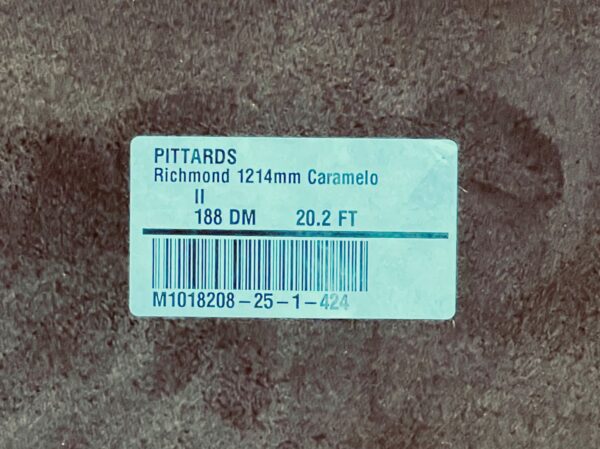 PITTARDS
Richmond 1214mm Caramelo
II
188 DM 20.2 FT
M1018208-25-1-424